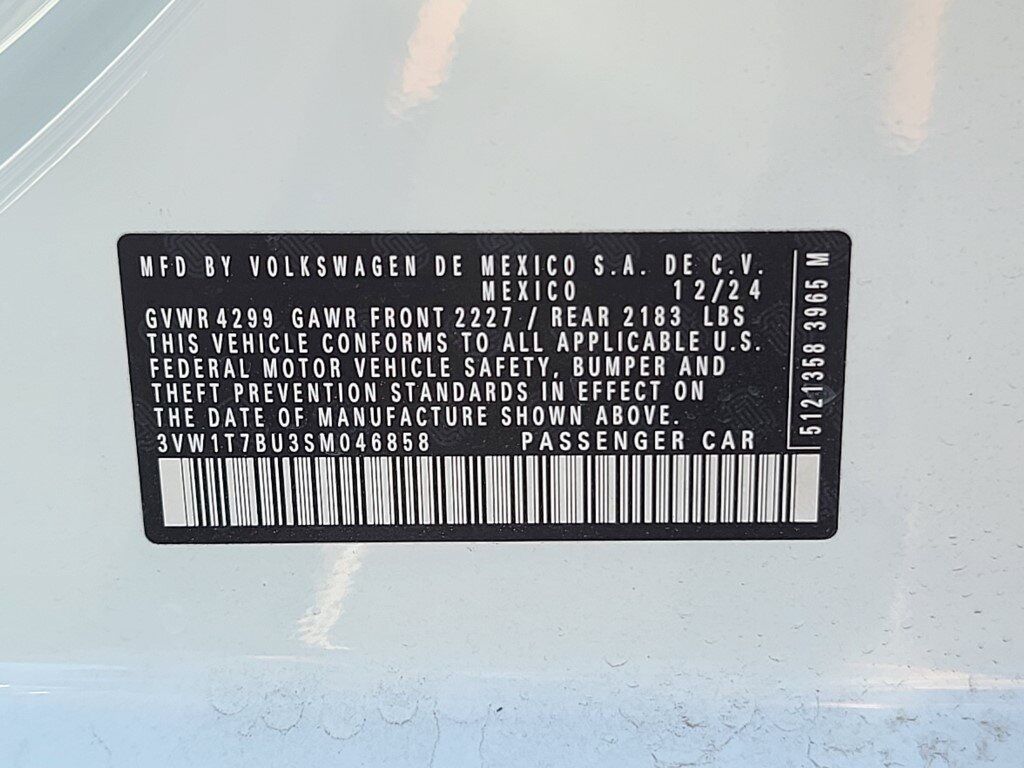 MFD BY VOLKSWAGEN DE MEXICO S.A. DE C.V.
MEXICO 12/24
GVWR 4299 GAWR FRONT 2227 / REAR 2183 LBS
THIS VEHICLE CONFORMS TO ALL APPLICABLE U.S.
FEDERAL MOTOR VEHICLE SAFETY, BUMPER AND
THEFT PREVENTION STANDARDS IN EFFECT ON
THE DATE OF MANUFACTURE SHOWN ABOVE.
3VW1T7BU3SM046858 PASSENGER CAR
5121358 3965 M